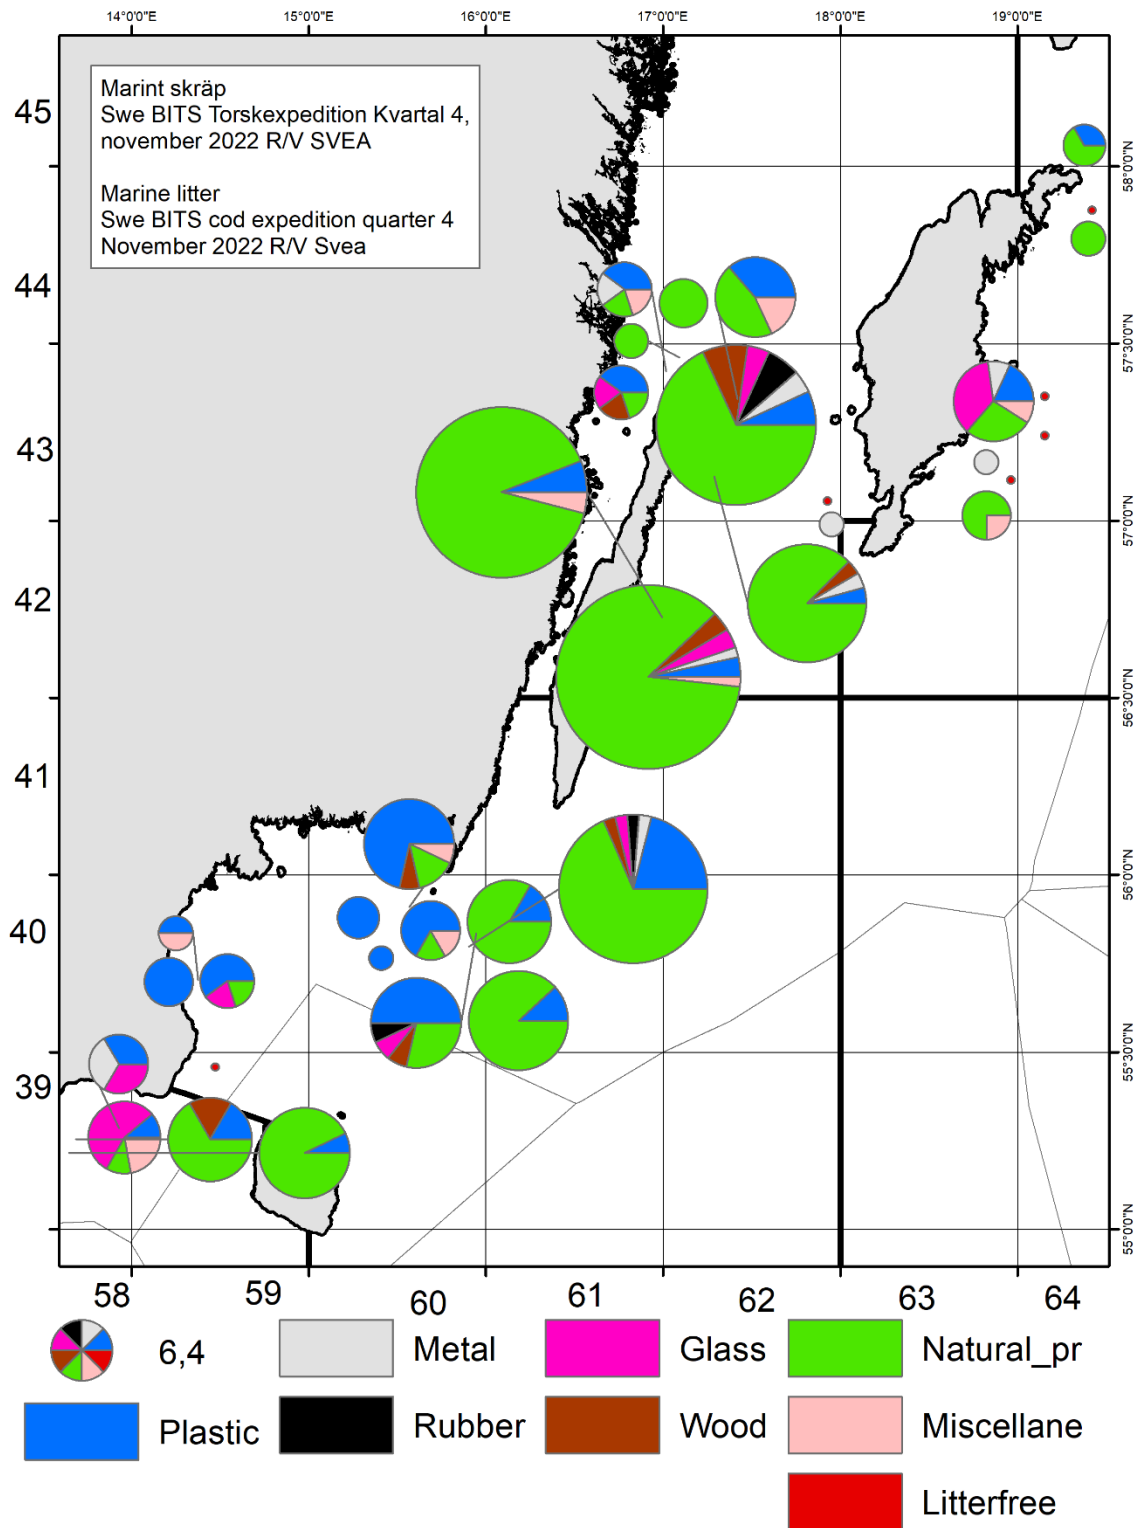 14°0'0"E 15°0'0"E 16°0'0"E 17°0'0"E 18°0'0"E 19°0'0"E
Marint skräp
Swe BITS Torskexpedition Kvartal 4,
november 2022 R/V SVEA
Marine litter
Swe BITS cod expedition quarter 4
November 2022 R/V Svea
45
58°0'0"N
44
57°30'0"N
43
57°0'0"N
42
56°30'0"N
41
56°0'0"N
40
55°30'0"N
39
55°0'0"N
58 59 60 61 62 63 64
6,4 Metal Glass Natural_pr
Plastic Rubber Wood Miscellane
Litterfree